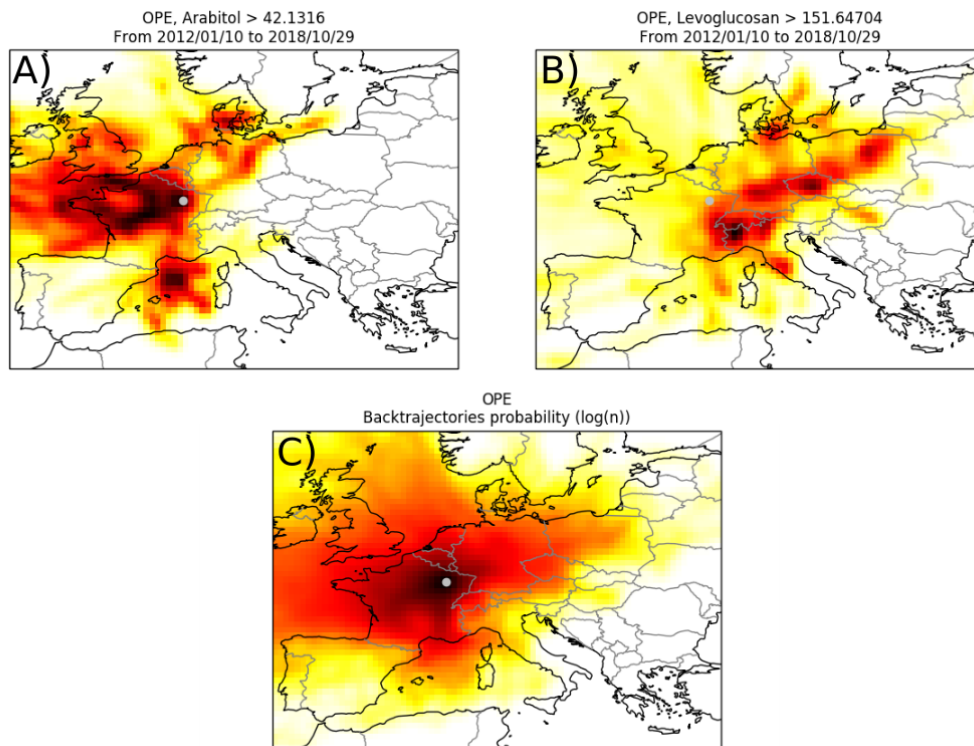 OPE, Arabitol > 42.1316
From 2012/01/10 to 2018/10/29
A)
OPE, Levoglucosan > 151.64704
From 2012/01/10 to 2018/10/29
B)
OPE
Backtrajectories probability (log(n))
C)